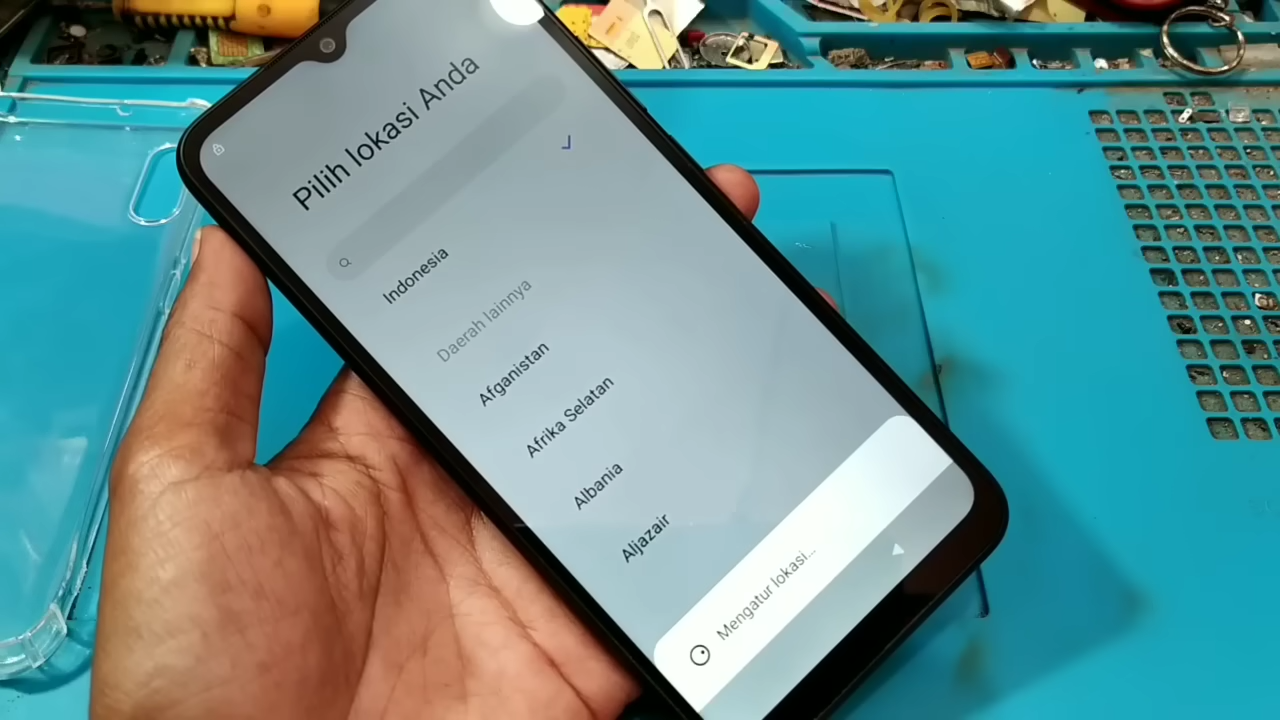 Pilih lokasi Anda
Indonesia
Daerah lainnya
Afganistan
Afrika Selatan
Albania
Aljazair
Mengatur lokasi...